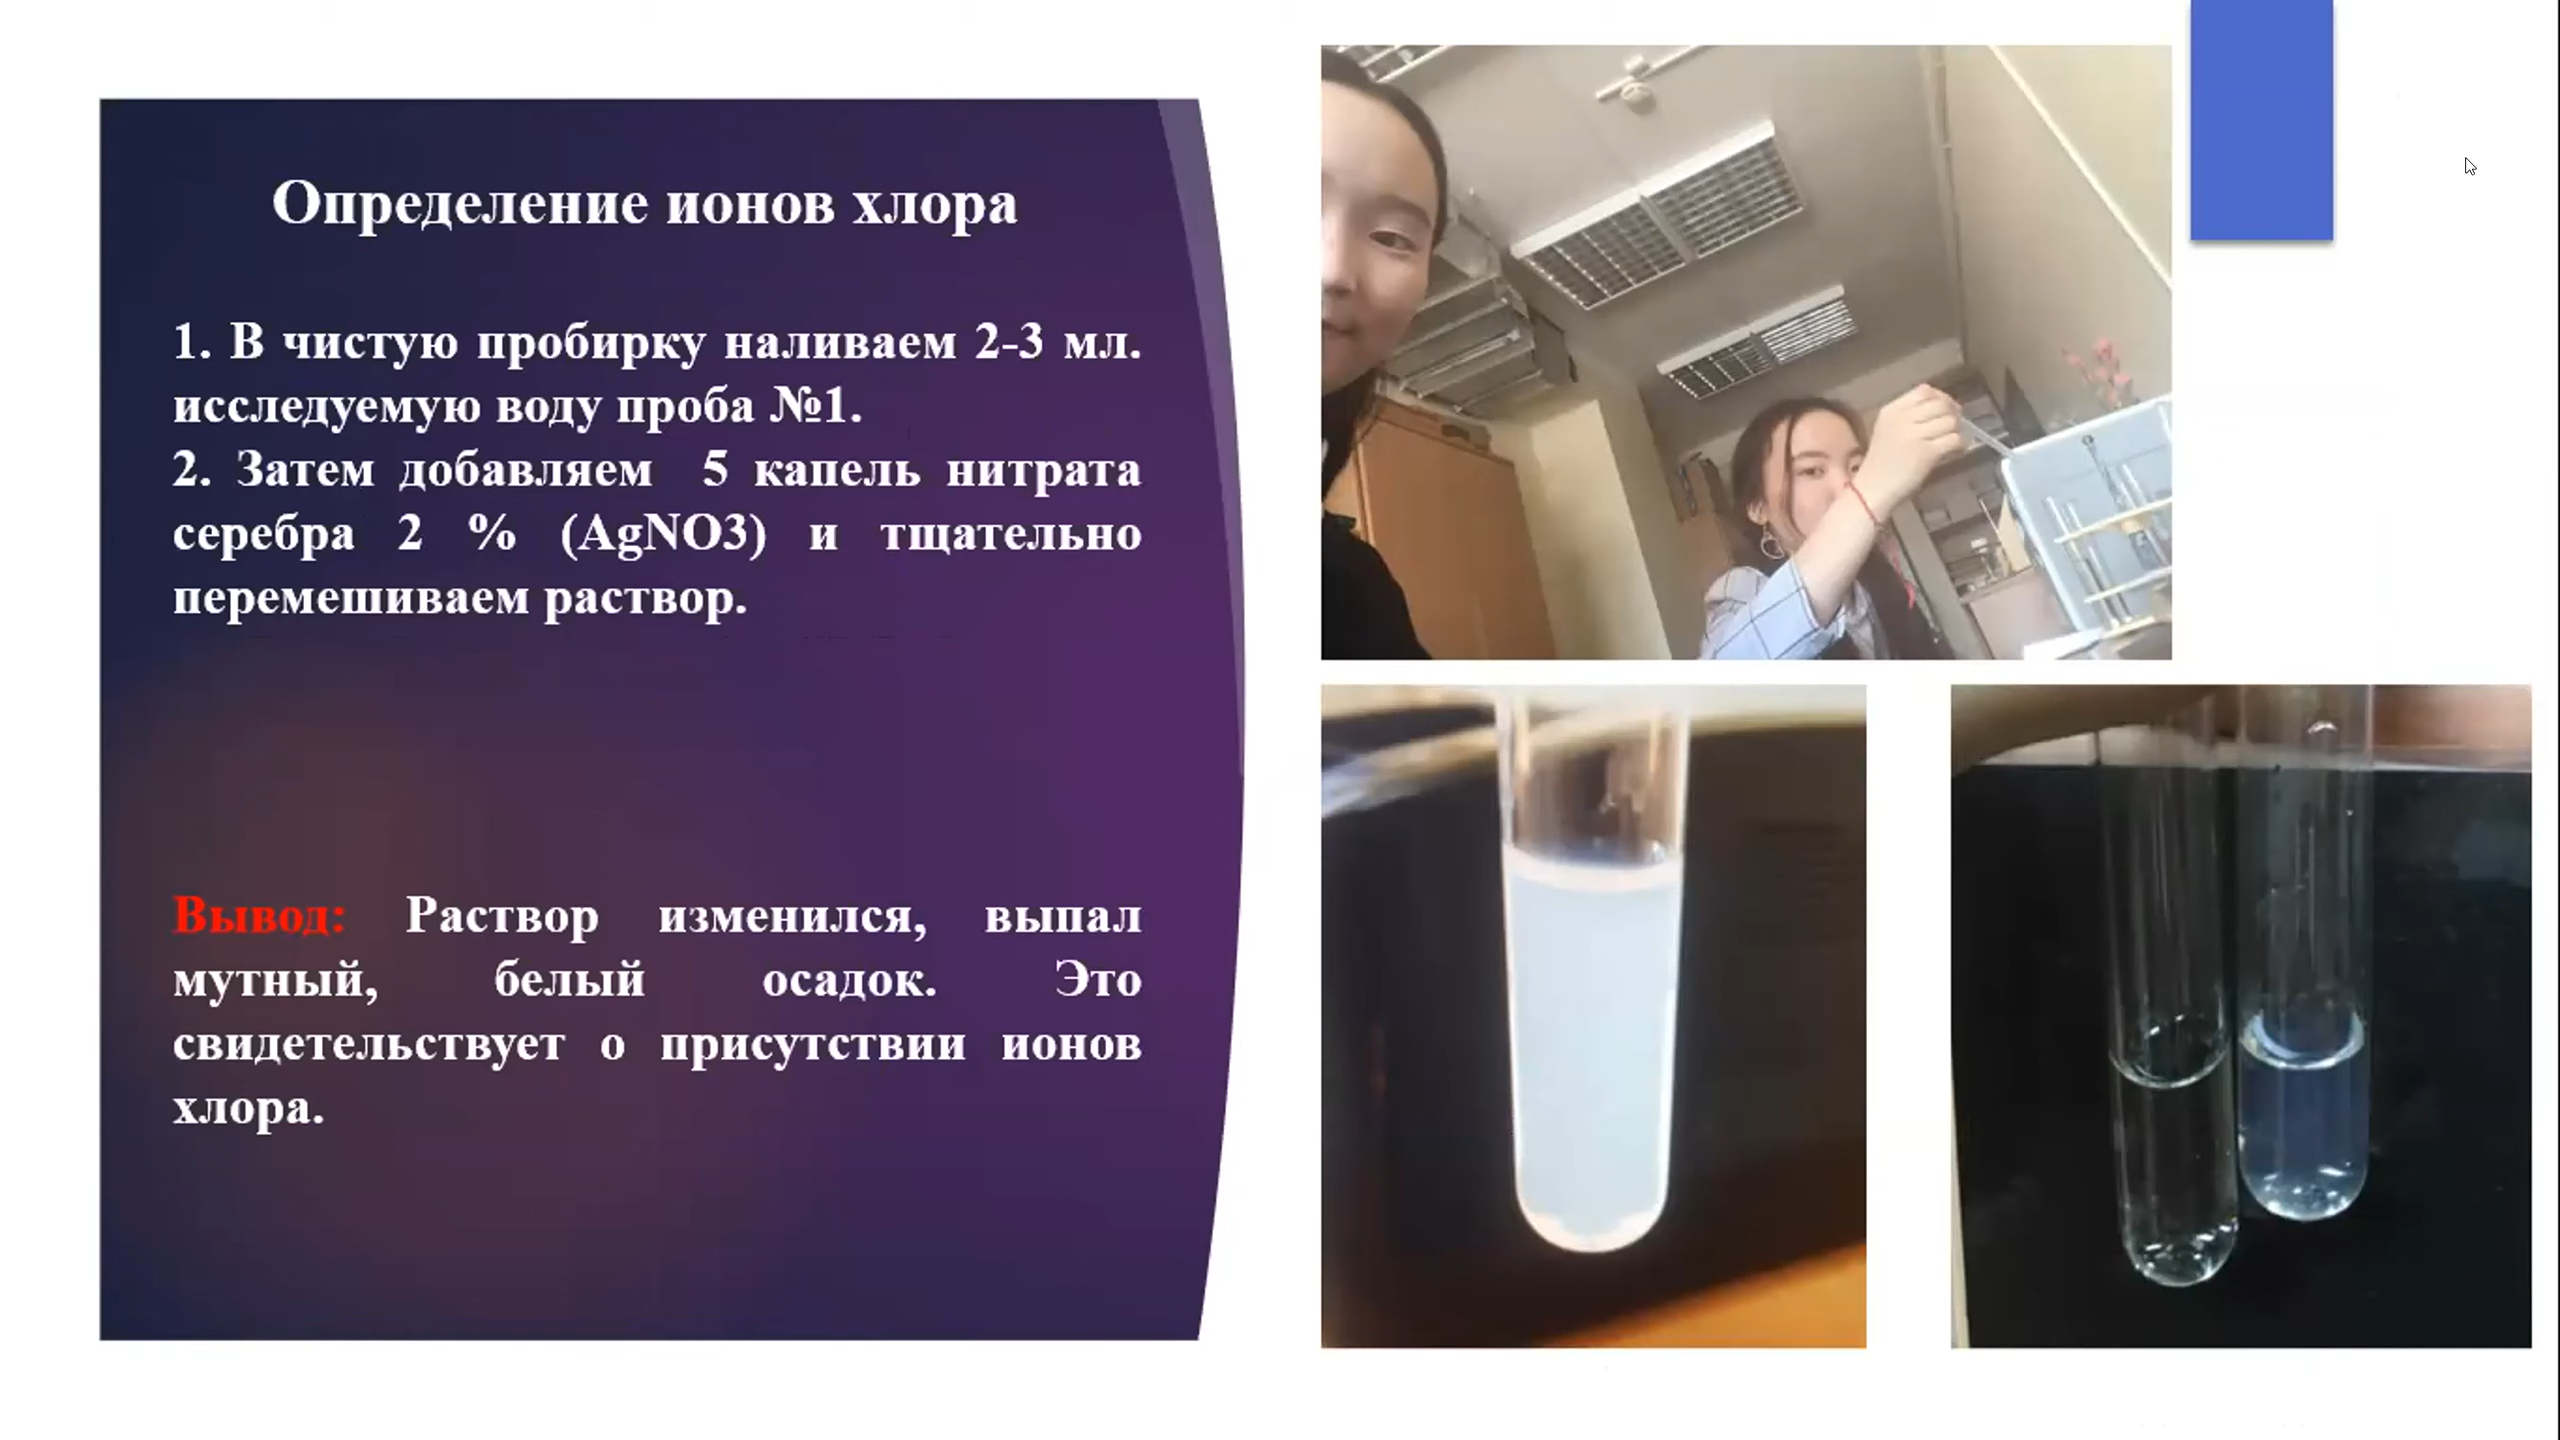 Определение ионов хлора
1. В чистую пробирку наливаем 2-3 мл.
исследуемую воду проба №1.
2. Затем добавляем 5 капель нитрата
серебра 2 % (AgNO3) и тщательно
перемешиваем раствор.
Вывод: Раствор изменился, выпал
мутный, белый осадок. Это
свидетельствует о присутствии ионов
хлора.